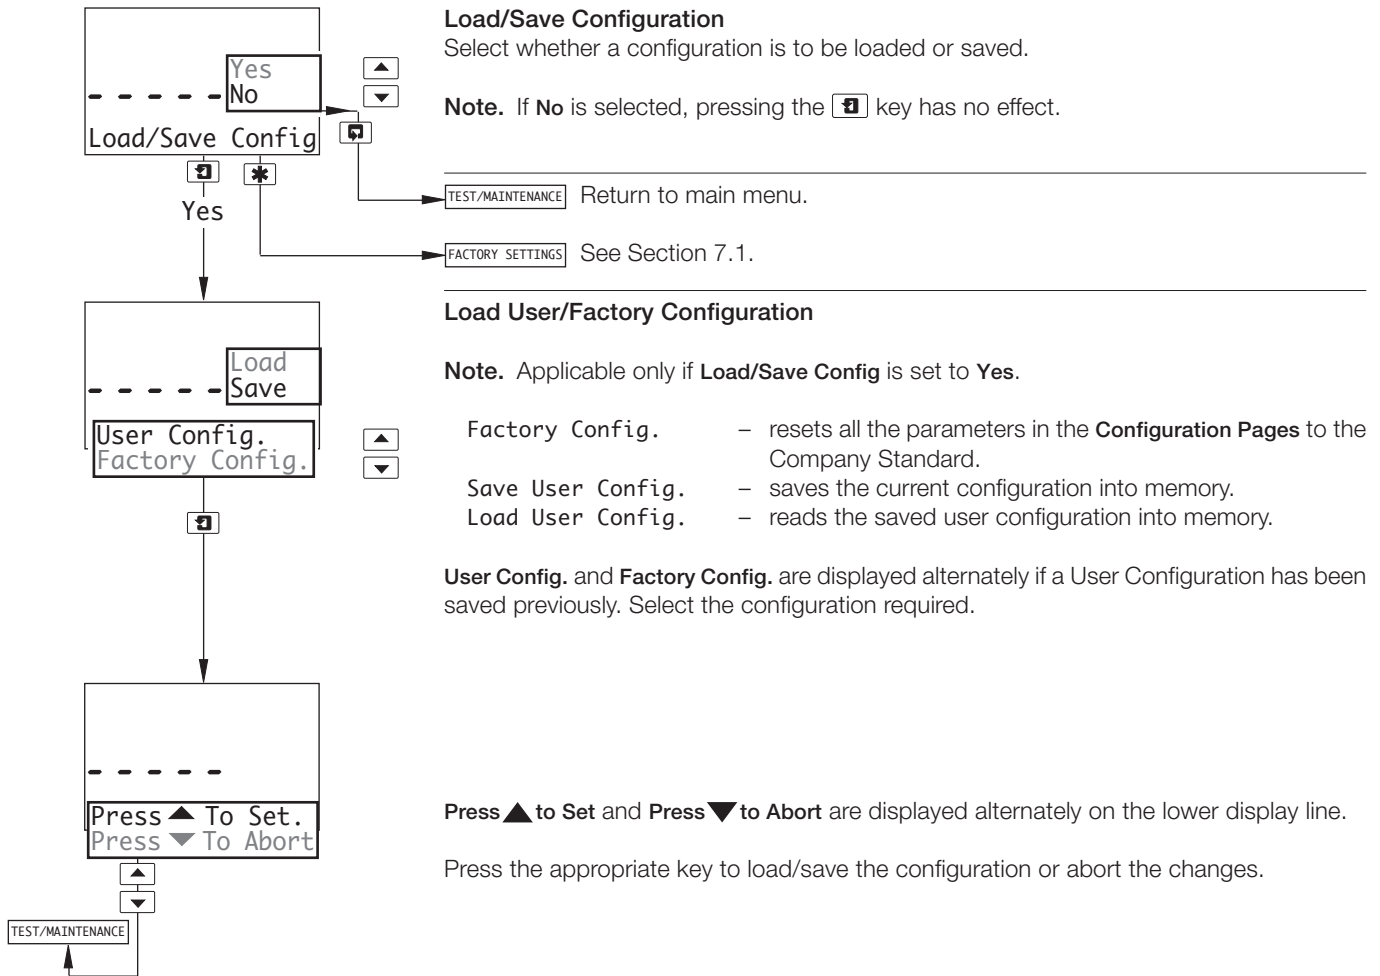 Load/Save Configuration
Select whether a configuration is to be loaded or saved.
Yes
No
Note. If No is selected, pressing the key has no effect.
Load/Save Config
Yes
TEST/MAINTENANCE Return to main menu.
FACTORY SETTINGS See Section 7.1.
Load User/Factory Configuration
Load
Save
Note. Applicable only if Load/Save Config is set to Yes.
User Config.
Factory Config.
Factory Config. – resets all the parameters in the Configuration Pages to the
Company Standard.
Save User Config. – saves the current configuration into memory.
Load User Config. – reads the saved user configuration into memory.
User Config. and Factory Config. are displayed alternately if a User Configuration has been
saved previously. Select the configuration required.
Press ▲ To Set.
Press ▼ To Abort
Press ▲ to Set and Press ▼ to Abort are displayed alternately on the lower display line.
Press the appropriate key to load/save the configuration or abort the changes.
TEST/MAINTENANCE